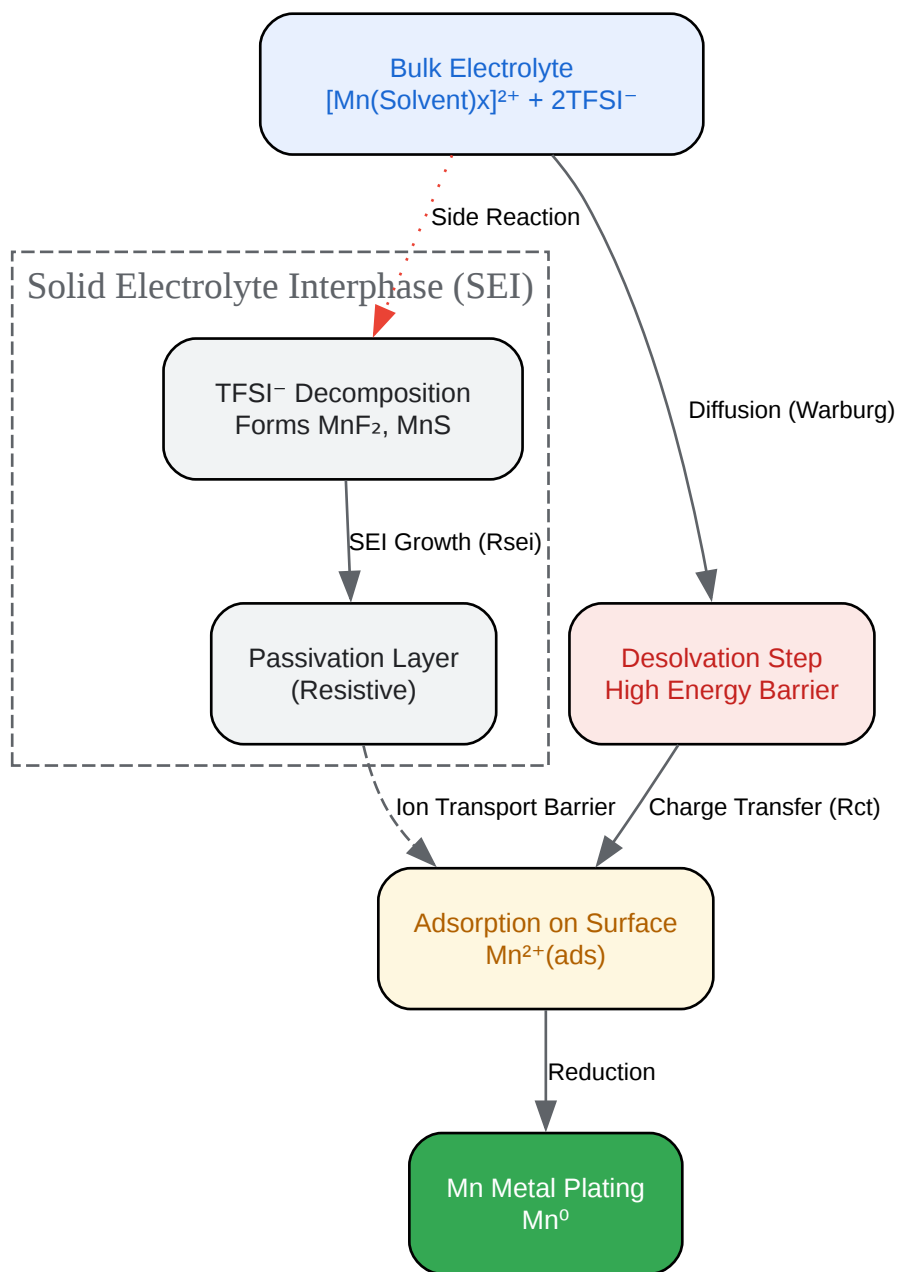 Bulk Electrolyte
[Mn(Solvent)x]²⁺ + 2TFSI⁻
Side Reaction
Solid Electrolyte Interphase (SEI)
TFSI⁻ Decomposition
Forms MnF₂, MnS
Diffusion (Warburg)
SEI Growth (Rsei)
Passivation Layer
(Resistive)
Desolvation Step
High Energy Barrier
Ion Transport Barrier
Charge Transfer (Rct)
Adsorption on Surface
Mn²⁺(ads)
Reduction
Mn Metal Plating
Mn⁰